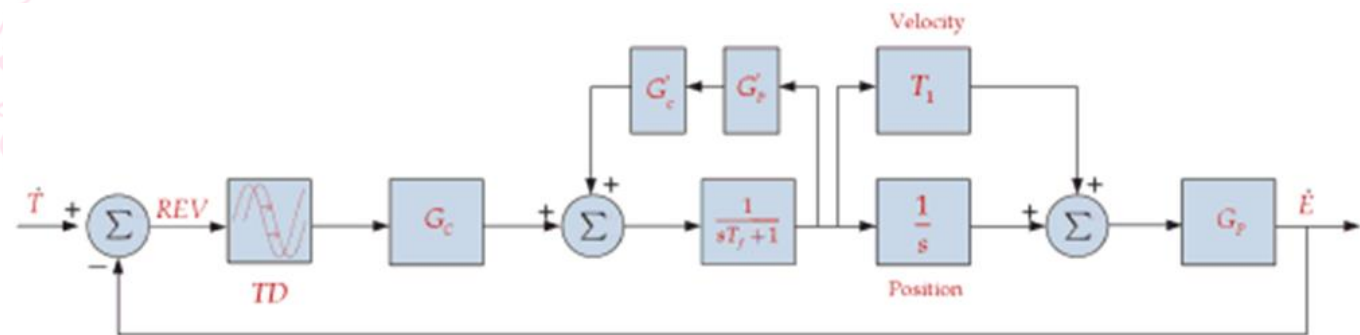 Velocity
G'c
G'P
T1
Ṫ
+
Σ
REV
GC
+
+
Σ
1
sTf + 1
1
s
+
+
Σ
GP
Ė
−
TD
Position